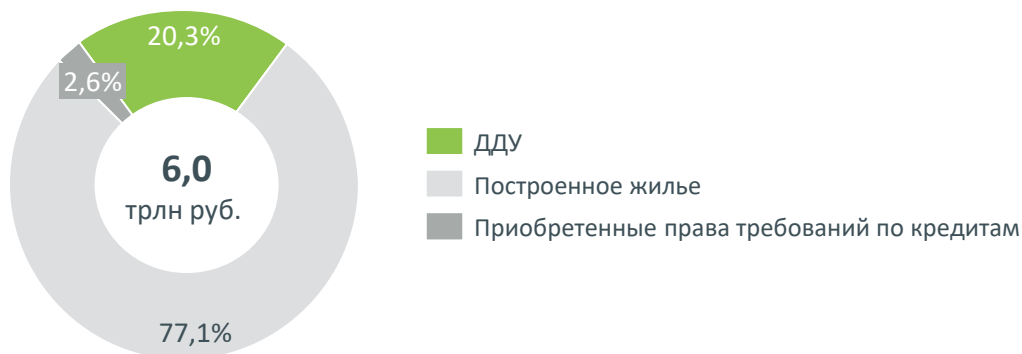 20,3%
2,6%
6,0
трлн руб.
77,1%
ДДУ
Построенное жилье
Приобретенные права требований по кредитам